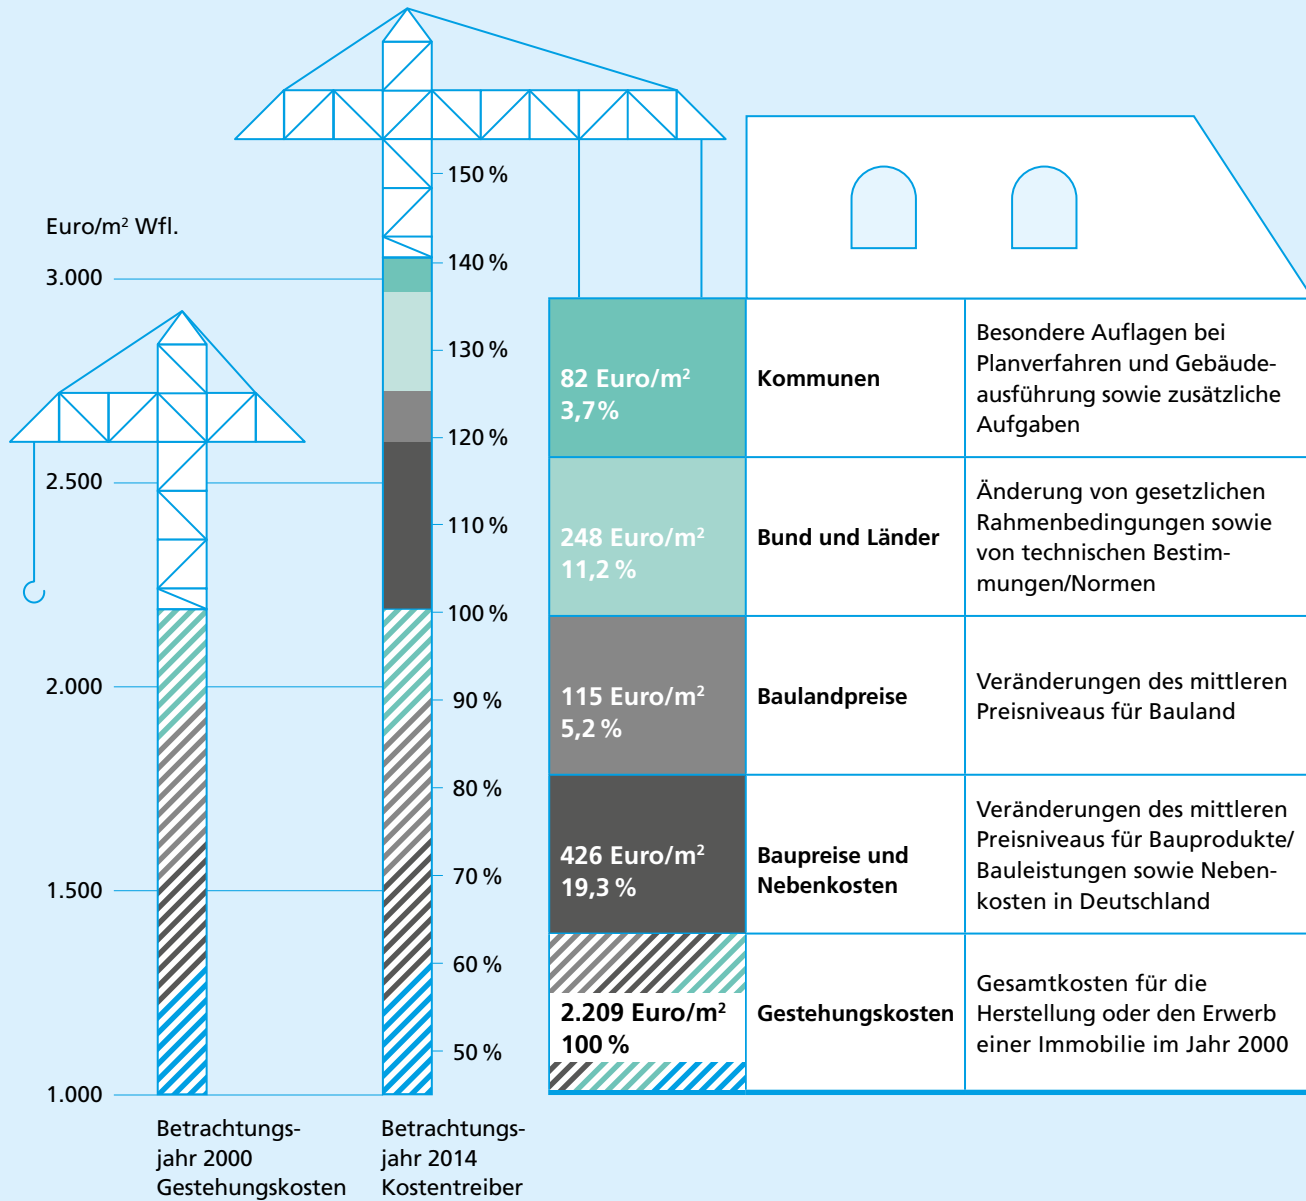 Euro/m² Wfl.
3.000
2.500
2.000
1.500
1.000
150 %
140 %
130 %
120 %
110 %
100 %
90 %
80 %
70 %
60 %
50 %
Betrachtungs-
jahr 2000
Gestehungskosten
Betrachtungs-
jahr 2014
Kostentreiber
82 Euro/m²
3,7 %
Kommunen
Besondere Auflagen bei
Planverfahren und Gebäude-
ausführung sowie zusätzliche
Aufgaben
248 Euro/m²
11,2 %
Bund und Länder
Änderung von gesetzlichen
Rahmenbedingungen sowie
von technischen Bestim-
mungen/Normen
115 Euro/m²
5,2 %
Baulandpreise
Veränderungen des mittleren
Preisniveaus für Bauland
426 Euro/m²
19,3 %
Baupreise und
Nebenkosten
Veränderungen des mittleren
Preisniveaus für Bauprodukte/
Bauleistungen sowie Neben-
kosten in Deutschland
2.209 Euro/m²
100 %
Gestehungskosten
Gesamtkosten für die
Herstellung oder den Erwerb
einer Immobilie im Jahr 2000